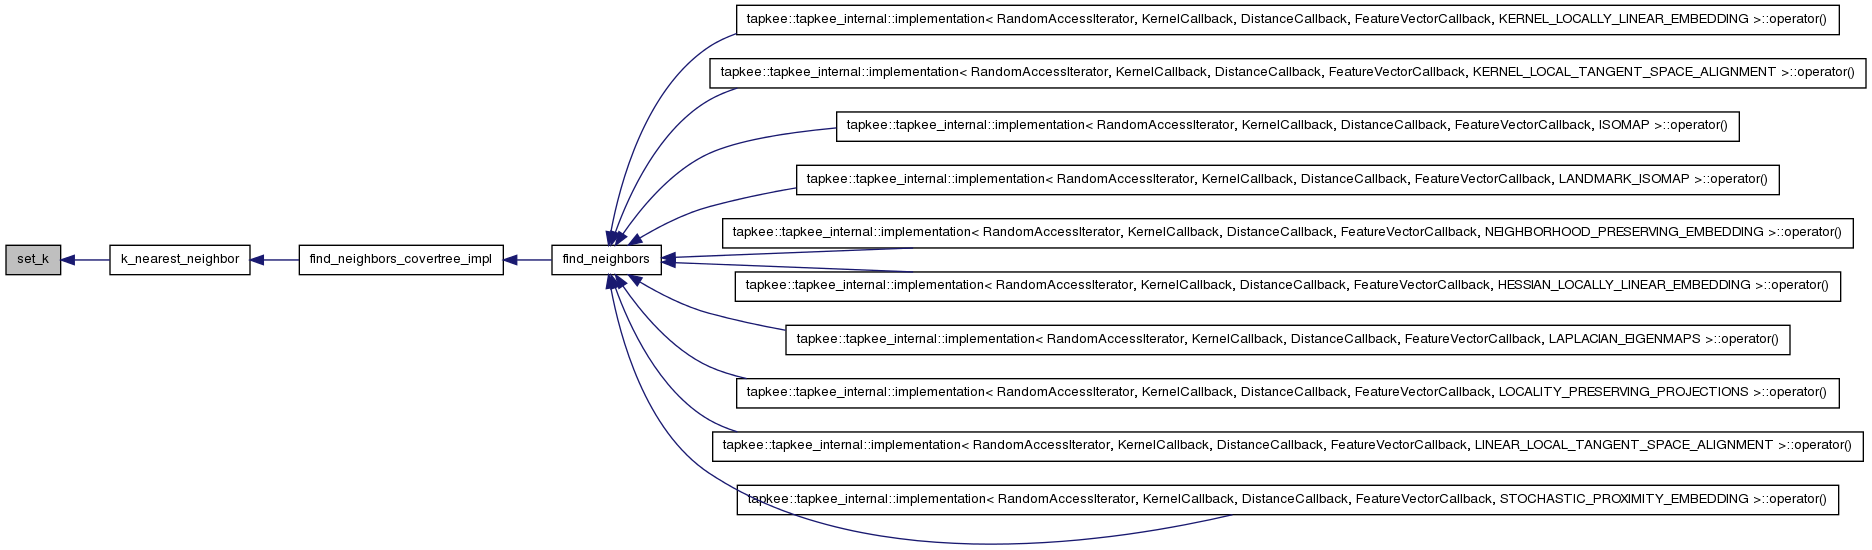 tapkee::tapkee_internal::implementation< RandomAccessIterator, KernelCallback, DistanceCallback, FeatureVectorCallback, KERNEL_LOCALLY_LINEAR_EMBEDDING >::operator()
tapkee::tapkee_internal::implementation< RandomAccessIterator, KernelCallback, DistanceCallback, FeatureVectorCallback, KERNEL_LOCAL_TANGENT_SPACE_ALIGNMENT >::operator()
tapkee::tapkee_internal::implementation< RandomAccessIterator, KernelCallback, DistanceCallback, FeatureVectorCallback, ISOMAP >::operator()
tapkee::tapkee_internal::implementation< RandomAccessIterator, KernelCallback, DistanceCallback, FeatureVectorCallback, LANDMARK_ISOMAP >::operator()
tapkee::tapkee_internal::implementation< RandomAccessIterator, KernelCallback, DistanceCallback, FeatureVectorCallback, NEIGHBORHOOD_PRESERVING_EMBEDDING >::operator()
set_k
k_nearest_neighbor
find_neighbors_covertree_impl
find_neighbors
tapkee::tapkee_internal::implementation< RandomAccessIterator, KernelCallback, DistanceCallback, FeatureVectorCallback, HESSIAN_LOCALLY_LINEAR_EMBEDDING >::operator()
tapkee::tapkee_internal::implementation< RandomAccessIterator, KernelCallback, DistanceCallback, FeatureVectorCallback, LAPLACIAN_EIGENMAPS >::operator()
tapkee::tapkee_internal::implementation< RandomAccessIterator, KernelCallback, DistanceCallback, FeatureVectorCallback, LOCALITY_PRESERVING_PROJECTIONS >::operator()
tapkee::tapkee_internal::implementation< RandomAccessIterator, KernelCallback, DistanceCallback, FeatureVectorCallback, LINEAR_LOCAL_TANGENT_SPACE_ALIGNMENT >::operator()
tapkee::tapkee_internal::implementation< RandomAccessIterator, KernelCallback, DistanceCallback, FeatureVectorCallback, STOCHASTIC_PROXIMITY_EMBEDDING >::operator()